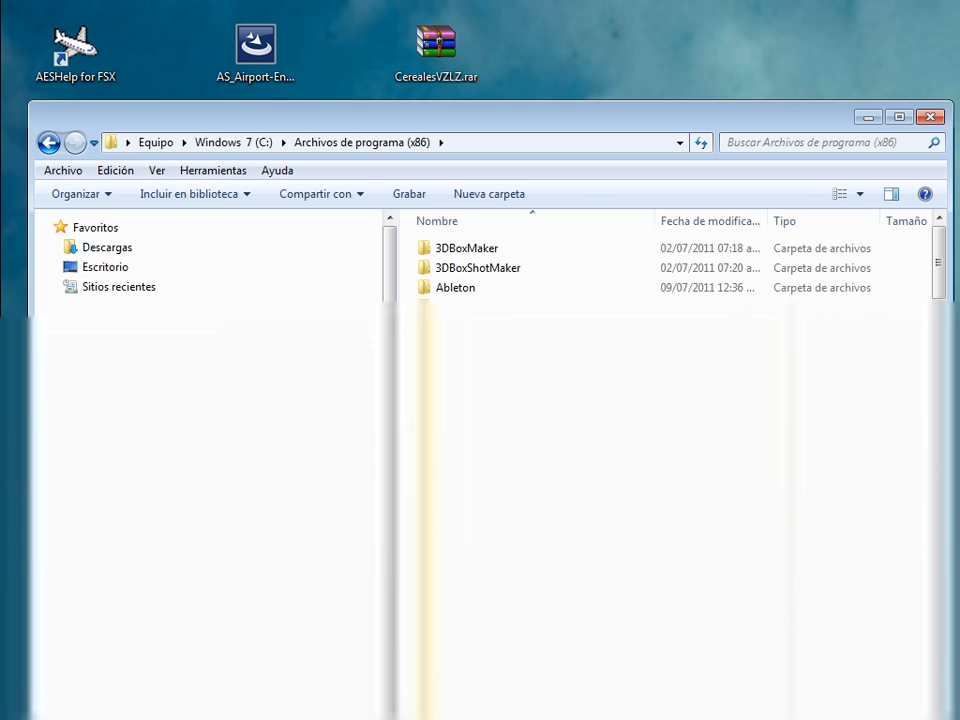 AESHelp for FSX
AS_Airport-En...
CerealesVZLZ.rar
Equipo Windows 7 (C:) Archivos de programa (x86)
Buscar Archivos de programa (x86)
Archivo Edición Ver Herramientas Ayuda
Organizar Incluir en biblioteca Compartir con Grabar Nueva carpeta
Favoritos
Descargas
Escritorio
Sitios recientes
Nombre Fecha de modifica... Tipo Tamaño
3DBoxMaker 02/07/2011 07:18 a... Carpeta de archivos
3DBoxShotMaker 02/07/2011 07:20 a... Carpeta de archivos
Ableton 09/07/2011 12:36 ... Carpeta de archivos